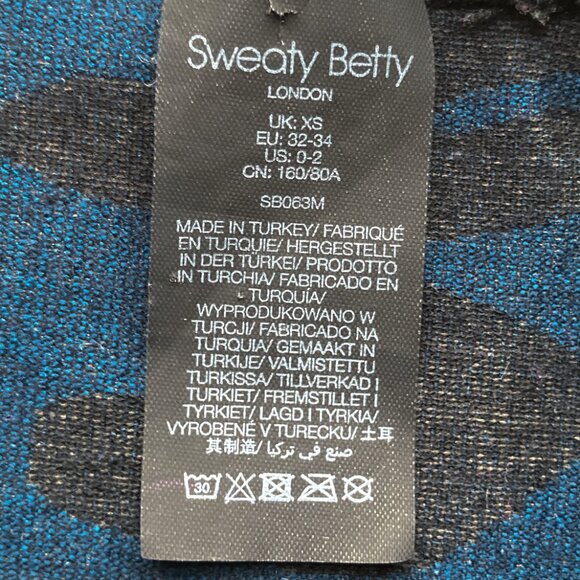 Sweaty Betty
LONDON
UK: XS
EU: 32-34
US: 0-2
CN: 160/80A
SB063M
MADE IN TURKEY/ FABRIQUÉ
EN TURQUIE/ HERGESTELLT
IN DER TÜRKEI/ PRODOTTO
IN TURCHIA/ FABRICADO EN
TURQUÍA/
WYPRODUKOWANO W
TURCJI/ FABRICADO NA
TURQUIA/ GEMAAKT IN
TURKIJE/ VALMISTETTU
TURKISSA/ TILLVERKAD I
TURKIET/ FREMSTILLET I
TYRKIET/ LAGD I TYRKIA/
VYROBENÉ V TURECKU/ 土耳
其制造/ صنع في تركيا
30